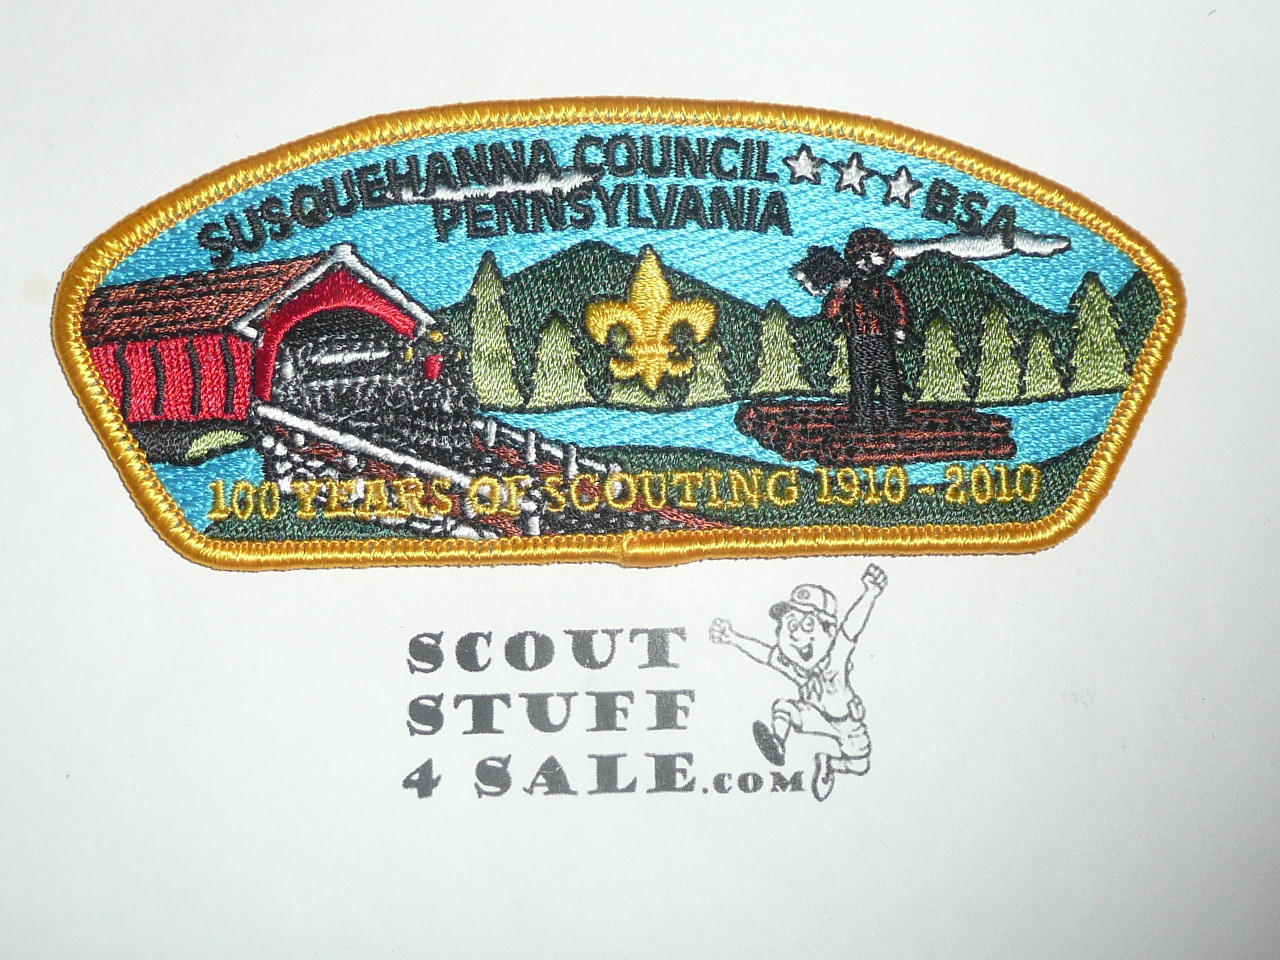 SUSQUEHANNA COUNCIL ☆☆☆ BSA
PENNSYLVANIA
100 YEARS OF SCOUTING 1910 - 2010
SCOUT
STUFF
4 SALE.COM